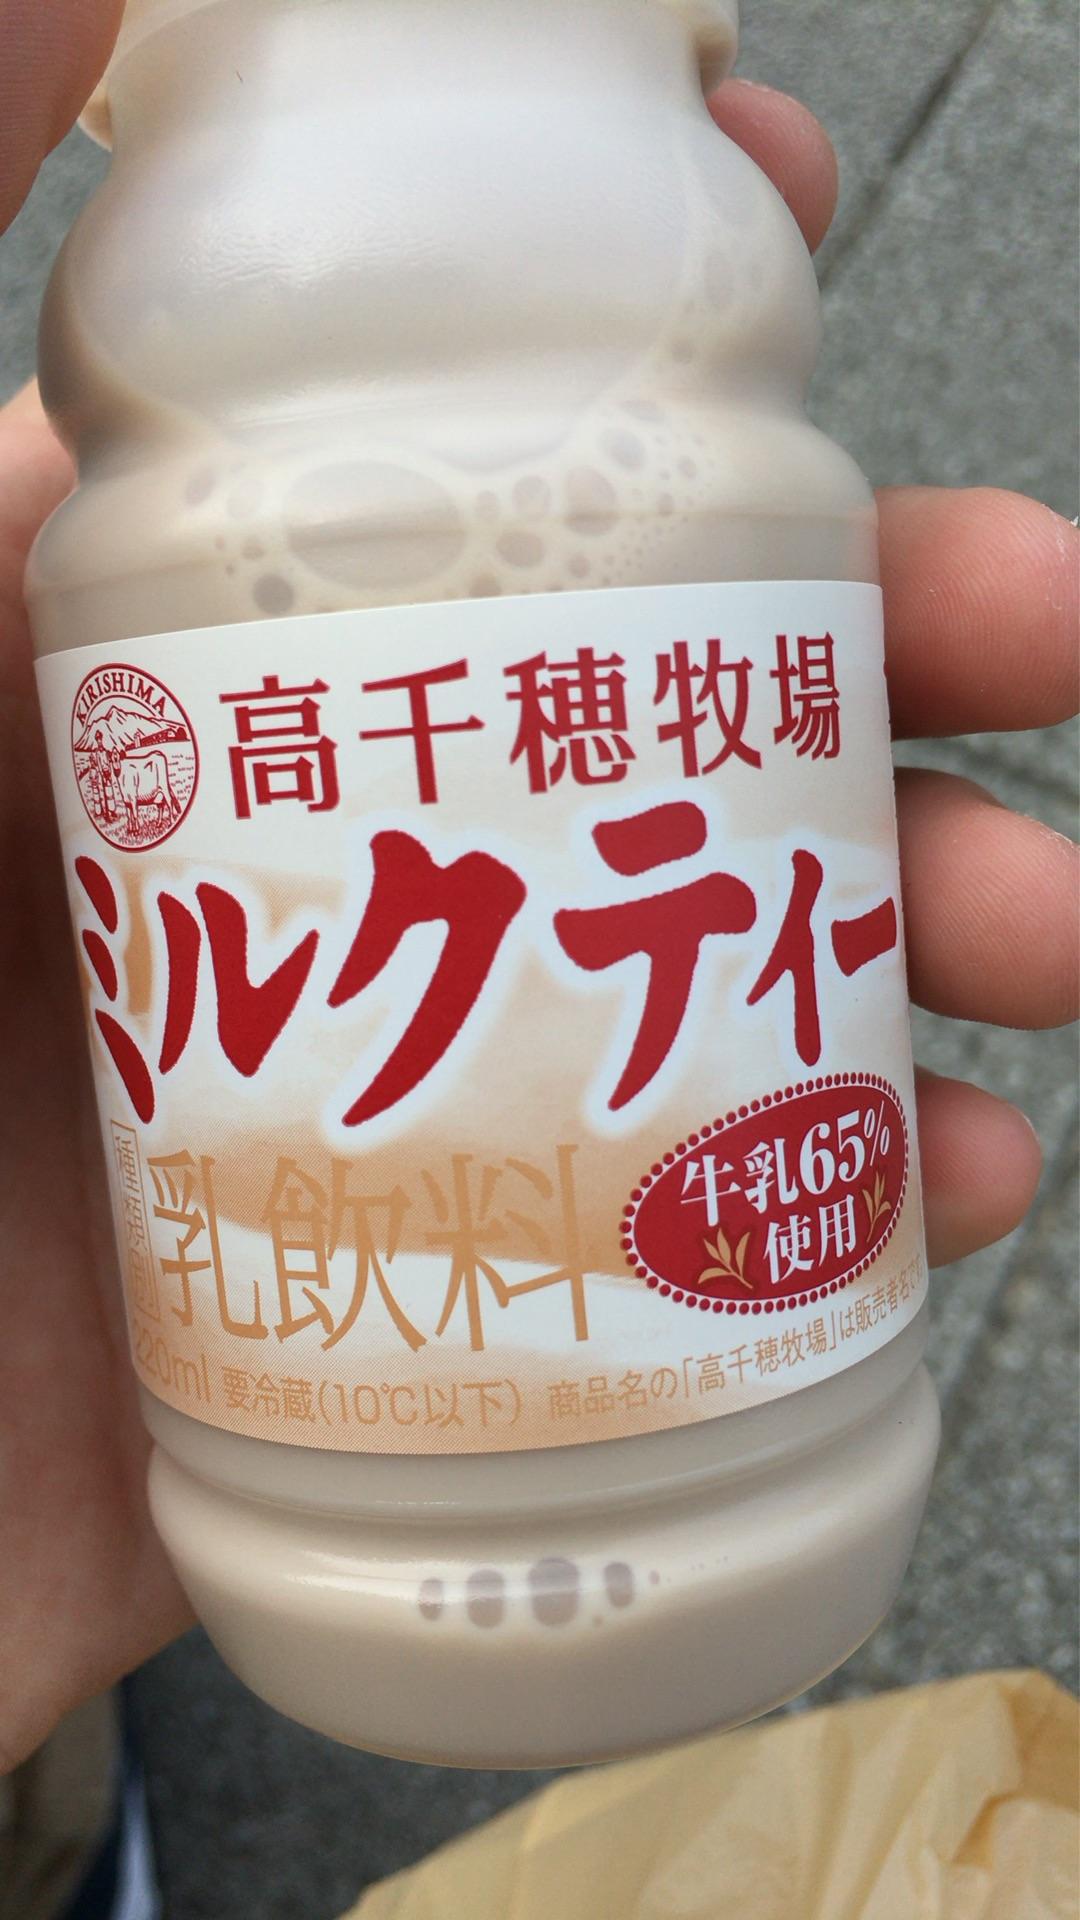 KIRISHIMA
高千穂牧場
ミルクティー
牛乳65%
使用
種類別 乳飲料
220ml 要冷蔵(10℃以下) 商品名の「高千穂牧場」は販売者名です